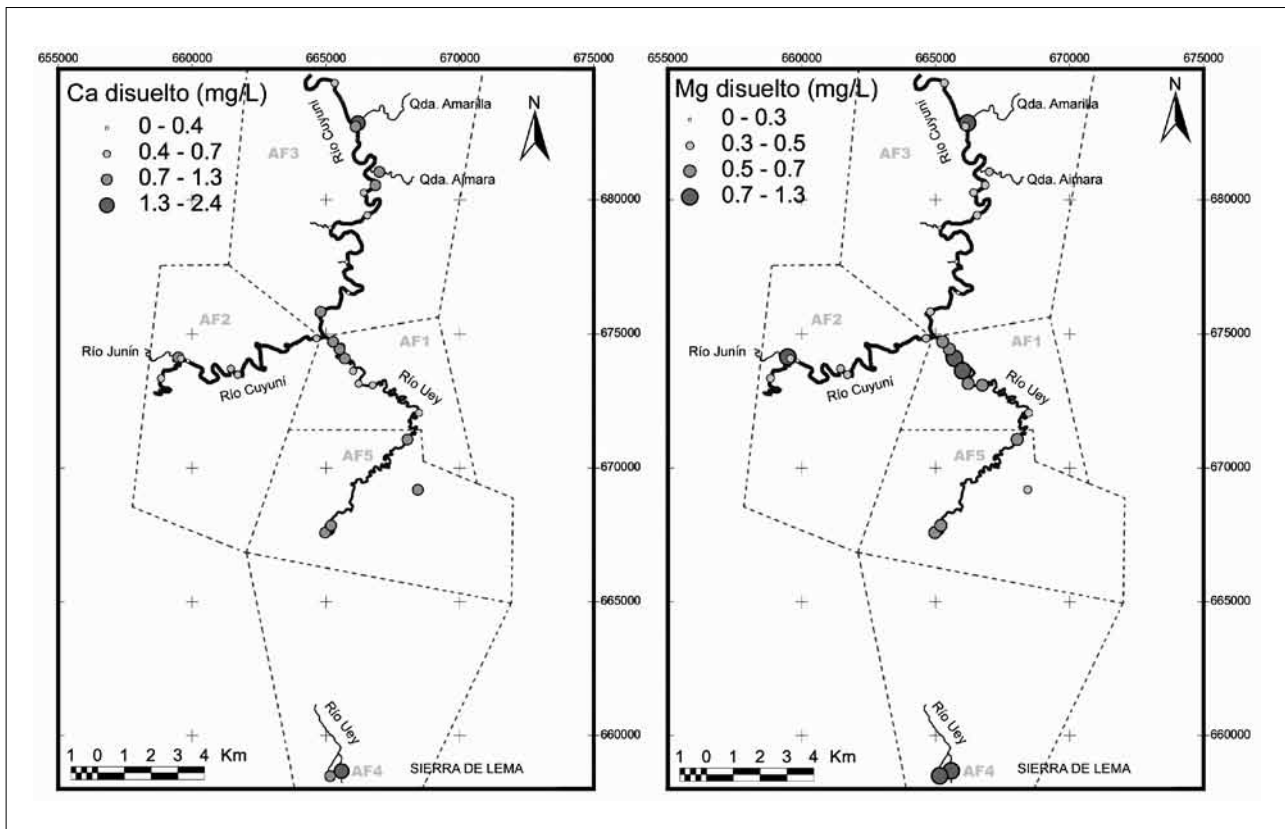 655000 660000 665000 670000 675000
Ca disuelto (mg/L)
0 - 0.4
0.4 - 0.7
0.7 - 1.3
1.3 - 2.4
N
Río Cuyuní
Qda. Amarilla
AF3
Qda. Aimara
680000
AF2
675000
AF1
Río Junín
Río Cuyuní
Río Uey
AF5
670000
665000
Río Uey
660000
1 0 1 2 3 4 Km
AF4
SIERRA DE LEMA
655000 660000 665000 670000 675000
Mg disuelto (mg/L)
0 - 0.3
0.3 - 0.5
0.5 - 0.7
0.7 - 1.3
N
Río Cuyuní
Qda. Amarilla
AF3
Qda. Aimara
680000
AF2
675000
AF1
Río Junín
Río Cuyuní
Río Uey
AF5
670000
665000
Río Uey
660000
1 0 1 2 3 4 Km
AF4
SIERRA DE LEMA